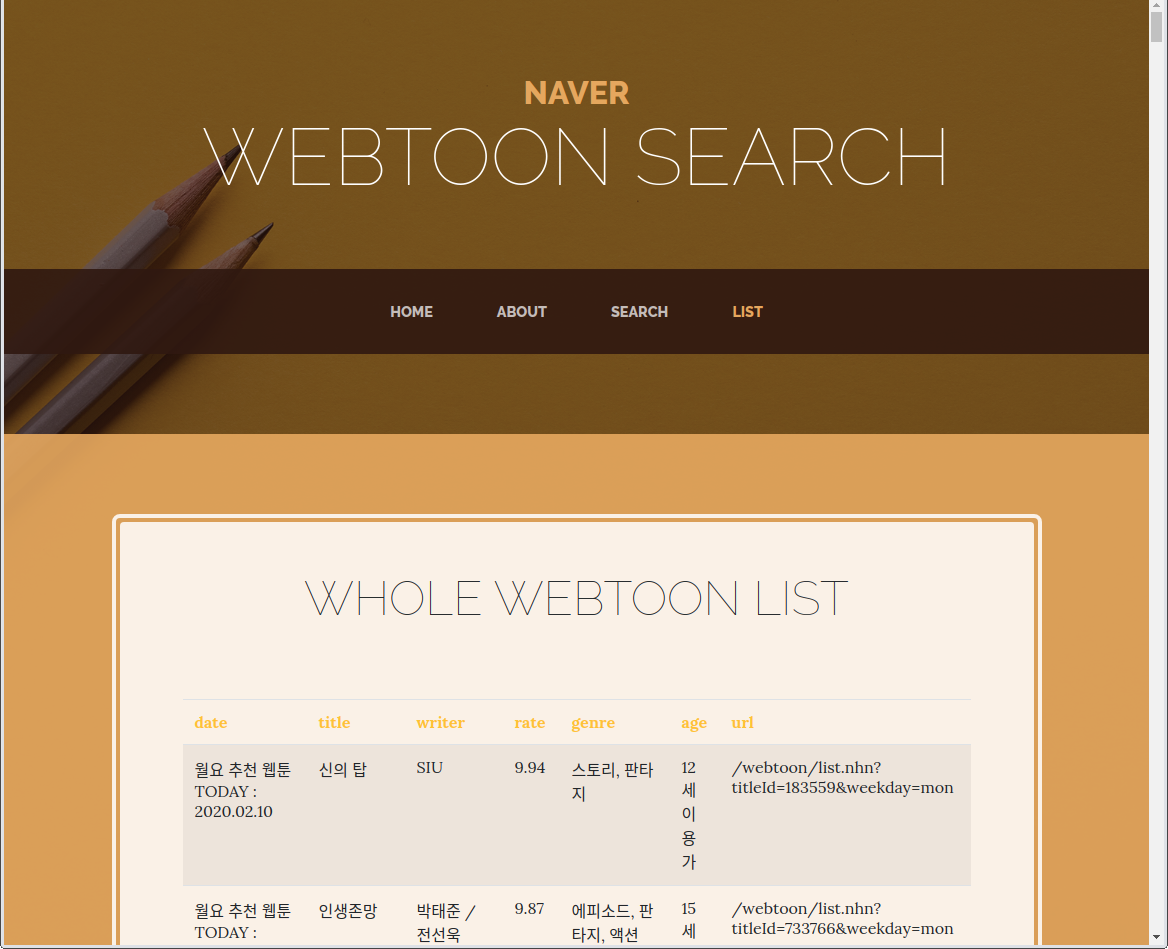 NAVER
WEBTOON SEARCH
HOME ABOUT SEARCH LIST
WHOLE WEBTOON LIST
date title writer rate genre age url
월요 추천 웹툰 신의 탑 SIU 9.94 스토리, 판타 12 /webtoon/list.nhn?
TODAY : 지 세 titleId=183559&weekday=mon
2020.02.10 이
용
가
월요 추천 웹툰 인생존망 박태준 / 9.87 에피소드, 판 15 /webtoon/list.nhn?
TODAY : 전선욱 타지, 액션 세 titleId=733766&weekday=mon